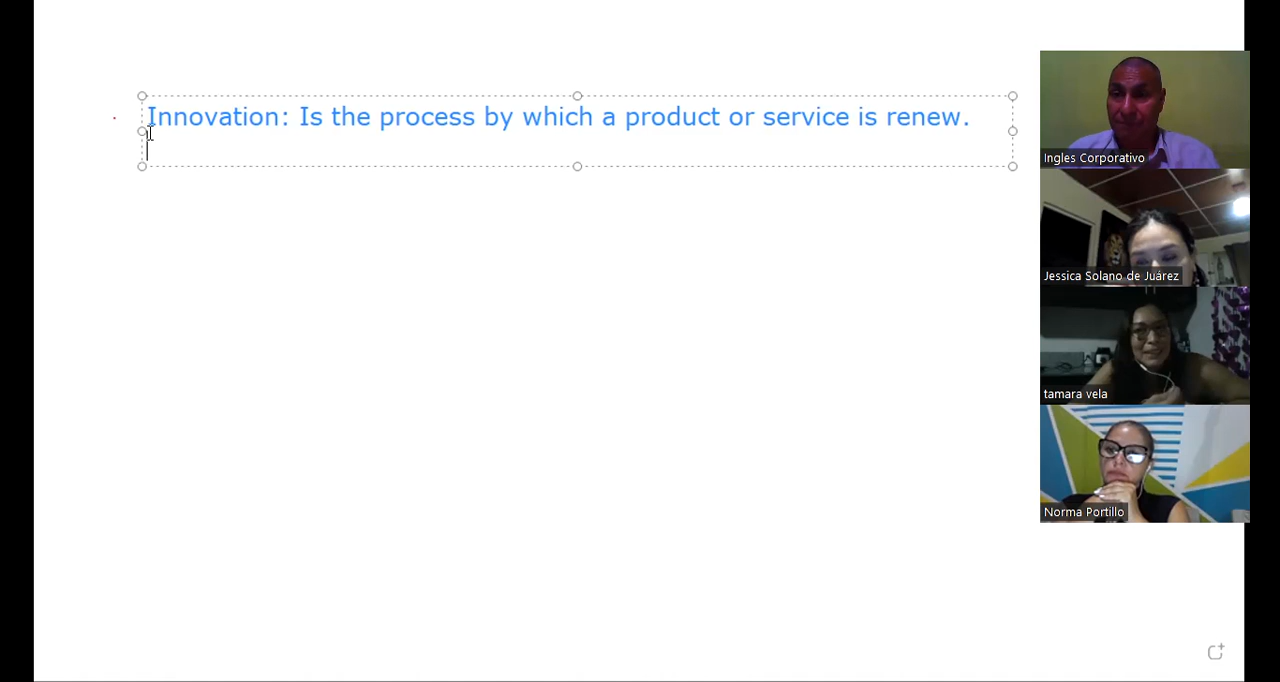 Innovation: Is the process by which a product or service is renew.
Ingles Corporativo
Jessica Solano de Juárez
tamara vela
Norma Portillo